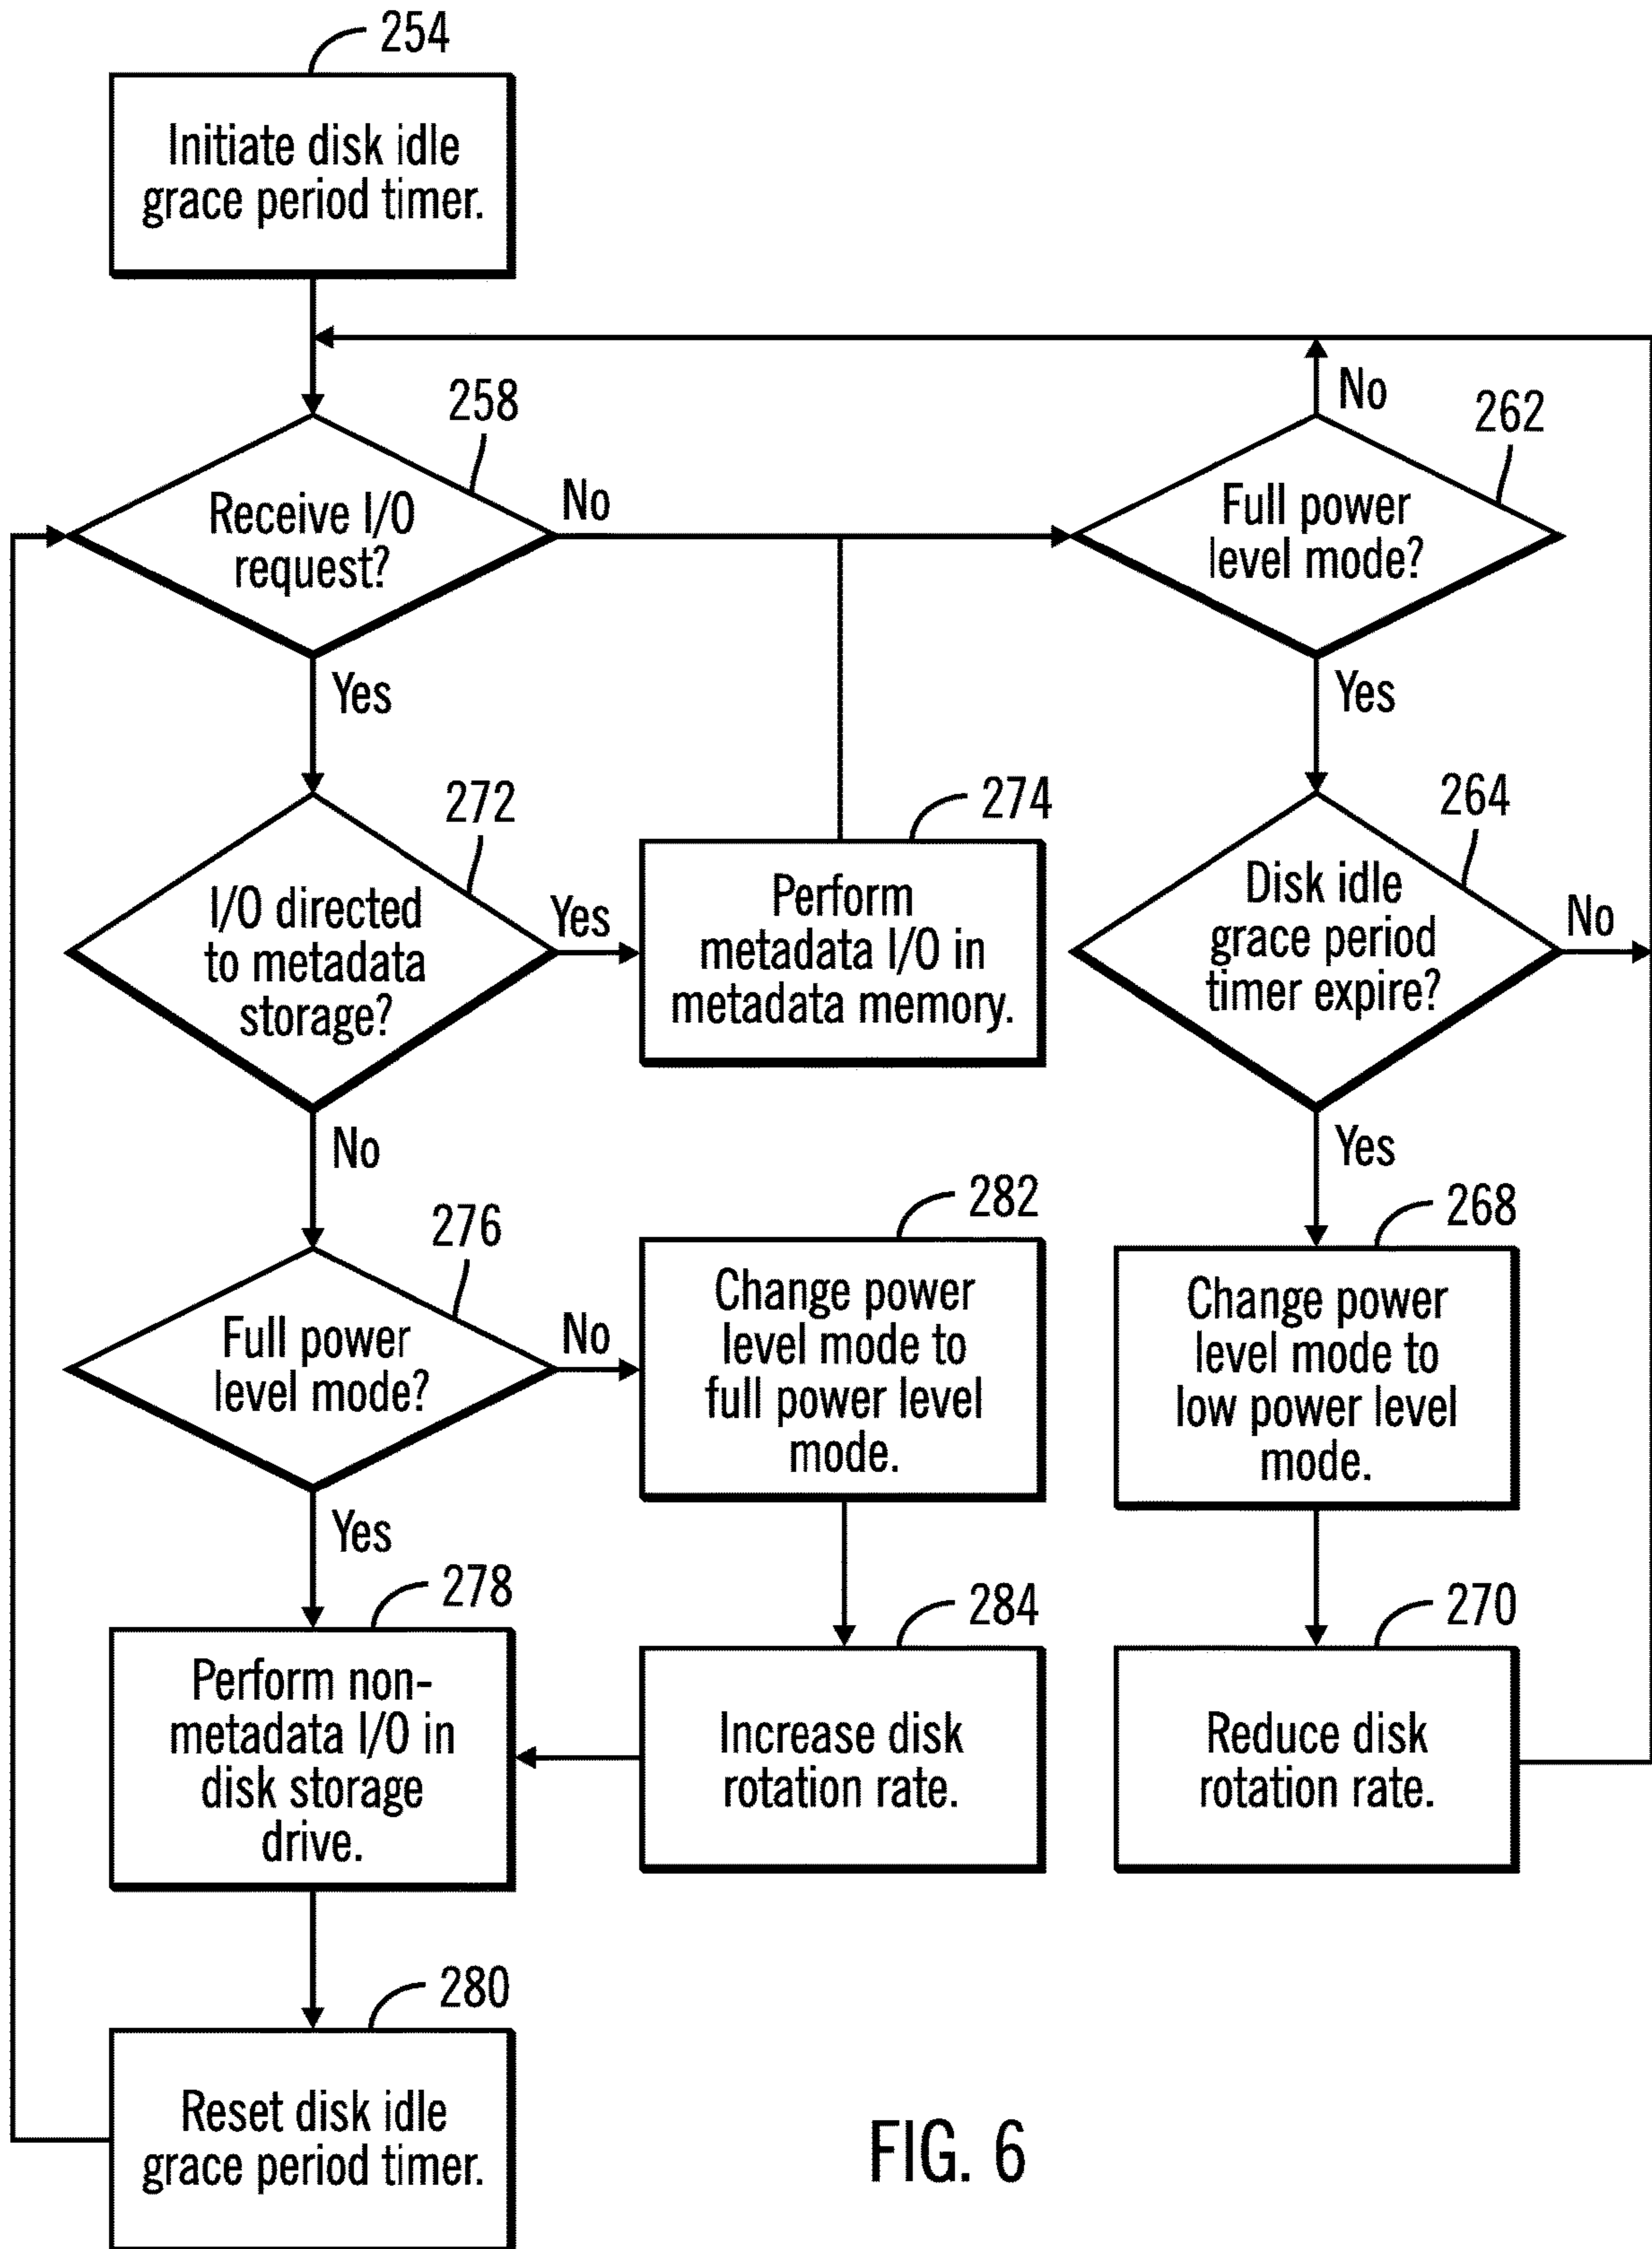 254
Initiate disk idle
grace period timer.
258
Receive I/O
request?
No
Yes
262
Full power
level mode?
No
Yes
272
I/O directed
to metadata
storage?
Yes
No
274
Perform
metadata I/O in
metadata memory.
264
Disk idle
grace period
timer expire?
No
Yes
276
Full power
level mode?
No
Yes
282
Change power
level mode to
full power level
mode.
268
Change power
level mode to
low power level
mode.
278
Perform non-
metadata I/O in
disk storage
drive.
284
Increase disk
rotation rate.
270
Reduce disk
rotation rate.
280
Reset disk idle
grace period timer.
FIG. 6